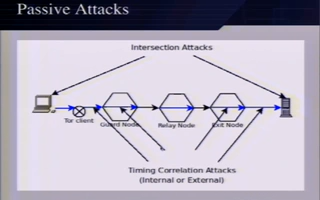 Passive Attacks
Intersection Attacks
Tor client
Guard Node
Relay Node
Exit Node
Timing Correlation Attacks
(Internal or External)